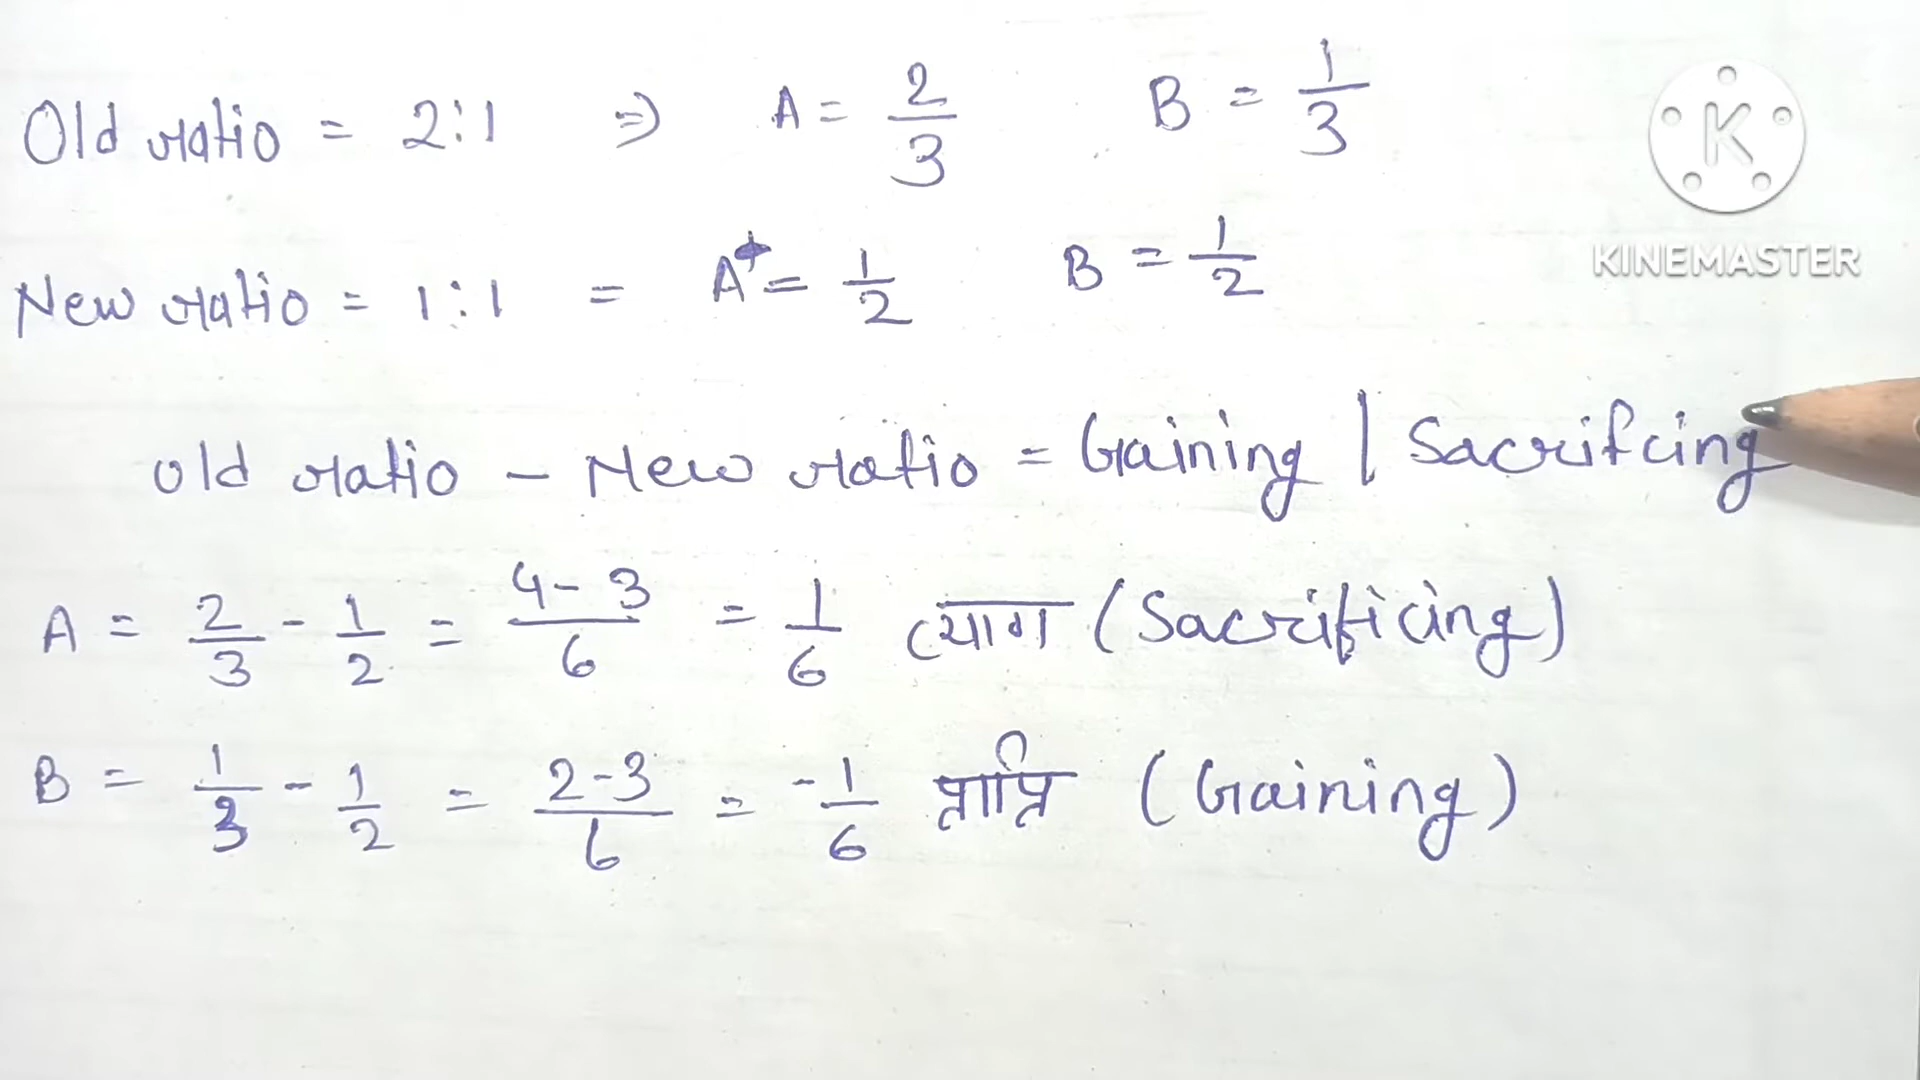 Old ratio = 2:1 ⇒ A = 2/3 B = 1/3
New ratio = 1:1 = A = 1/2 B = 1/2
KINEMASTER
Old ratio - New ratio = Gaining | Sacrifcing
A = 2/3 - 1/2 = 4-3/6 = 1/6 त्याग (Sacrificing)
B = 1/3 - 1/2 = 2-3/6 = -1/6 प्राप्ति (Gaining)